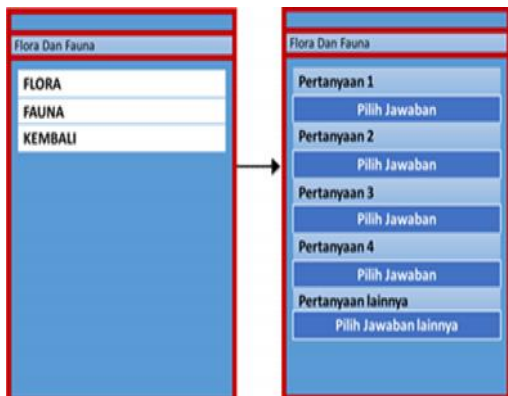 Flora Dan Fauna
FLORA
FAUNA
KEMBALI
Flora Dan Fauna
Pertanyaan 1
Pilih Jawaban
Pertanyaan 2
Pilih Jawaban
Pertanyaan 3
Pilih Jawaban
Pertanyaan 4
Pilih Jawaban
Pertanyaan lainnya
Pilih Jawaban lainnya